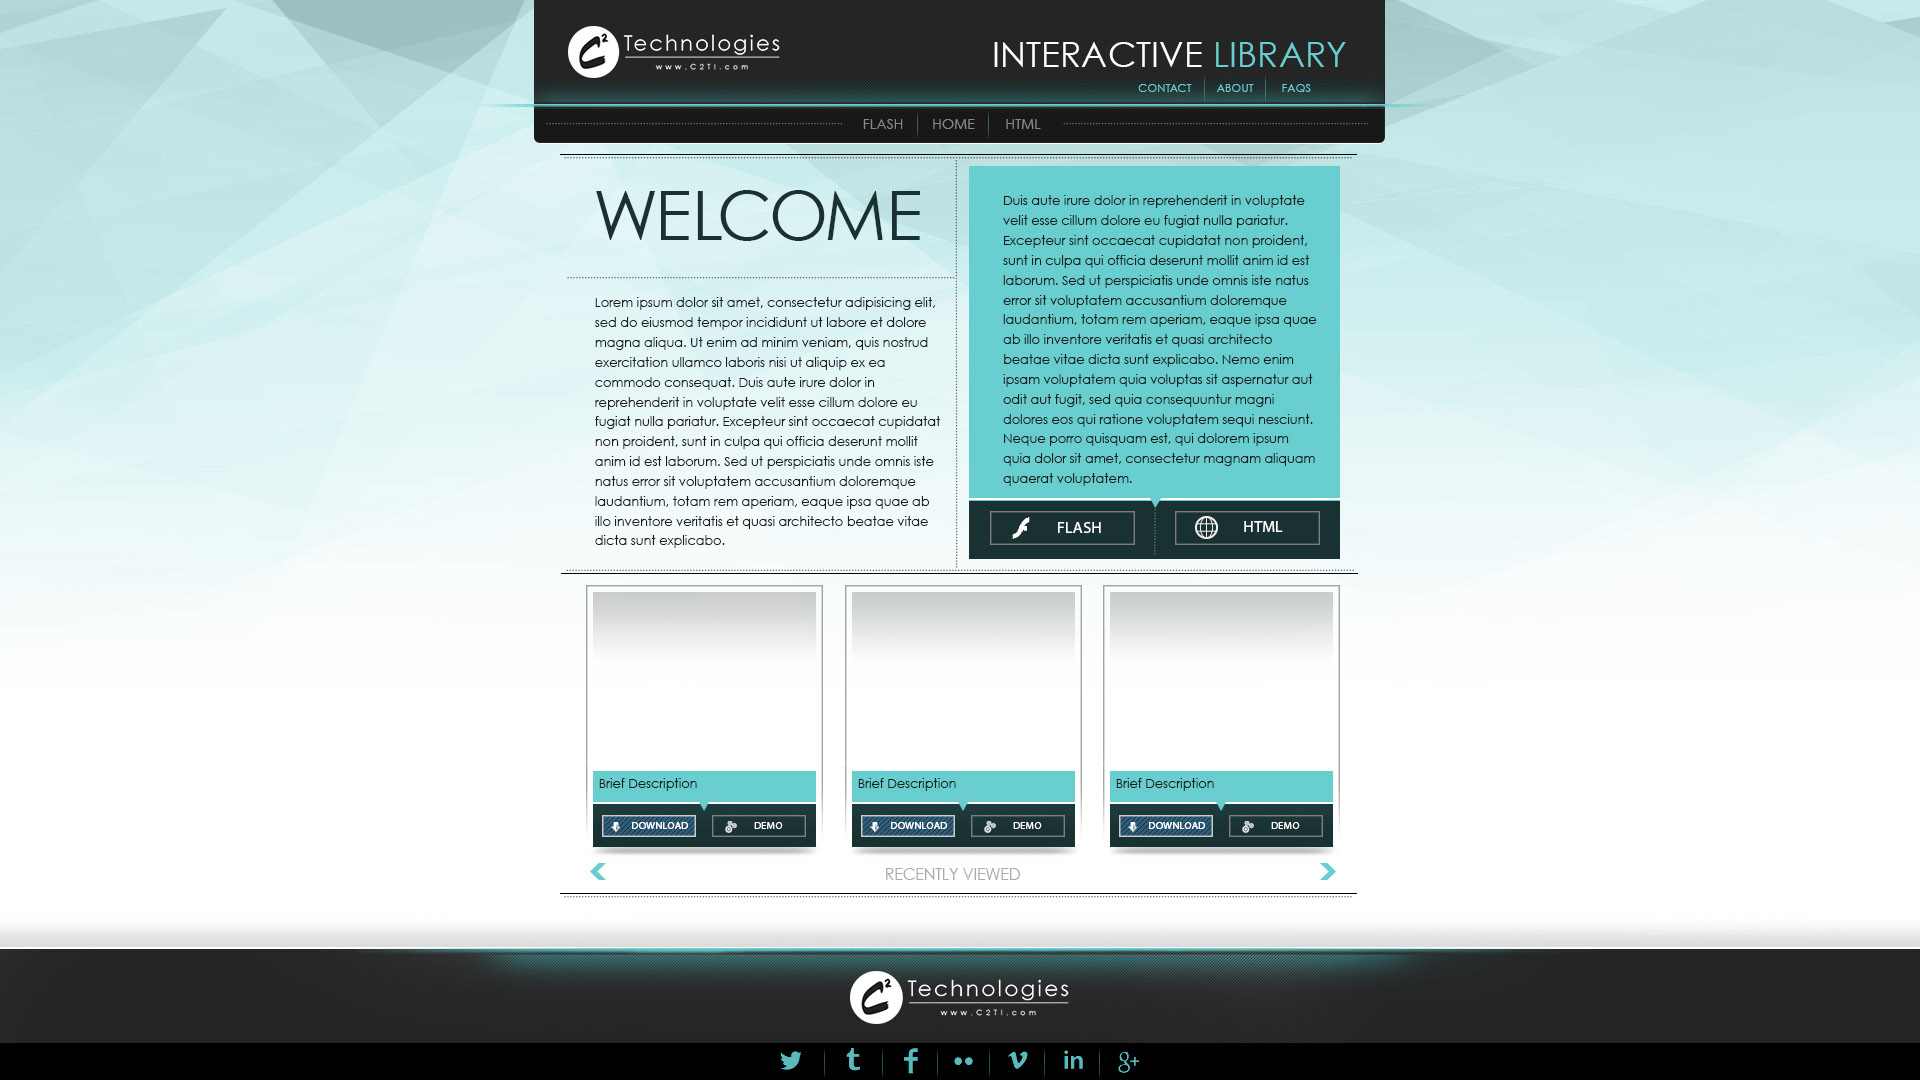 C2 Technologies
www.C2TI.com
INTERACTIVE LIBRARY
CONTACT ABOUT FAQS
FLASH HOME HTML
WELCOME
Lorem ipsum dolor sit amet, consectetur adipisicing elit,
sed do eiusmod tempor incididunt ut labore et dolore
magna aliqua. Ut enim ad minim veniam, quis nostrud
exercitation ullamco laboris nisi ut aliquip ex ea
commodo consequat. Duis aute irure dolor in
reprehenderit in voluptate velit esse cillum dolore eu
fugiat nulla pariatur. Excepteur sint occaecat cupidatat
non proident, sunt in culpa qui officia deserunt mollit
anim id est laborum. Sed ut perspiciatis unde omnis iste
natus error sit voluptatem accusantium doloremque
laudantium, totam rem aperiam, eaque ipsa quae ab
illo inventore veritatis et quasi architecto beatae vitae
dicta sunt explicabo.
Duis aute irure dolor in reprehenderit in voluptate
velit esse cillum dolore eu fugiat nulla pariatur.
Excepteur sint occaecat cupidatat non proident,
sunt in culpa qui officia deserunt mollit anim id est
laborum. Sed ut perspiciatis unde omnis iste natus
error sit voluptatem accusantium doloremque
laudantium, totam rem aperiam, eaque ipsa quae
ab illo inventore veritatis et quasi architecto
beatae vitae dicta sunt explicabo. Nemo enim
ipsam voluptatem quia voluptas sit aspernatur aut
odit aut fugit, sed quia consequuntur magni
dolores eos qui ratione voluptatem sequi nesciunt.
Neque porro quisquam est, qui dolorem ipsum
quia dolor sit amet, consectetur magnam aliquam
quaerat voluptatem.
FLASH HTML
Brief Description
DOWNLOAD DEMO
Brief Description
DOWNLOAD DEMO
Brief Description
DOWNLOAD DEMO
RECENTLY VIEWED
C2 Technologies
www.C2TI.com